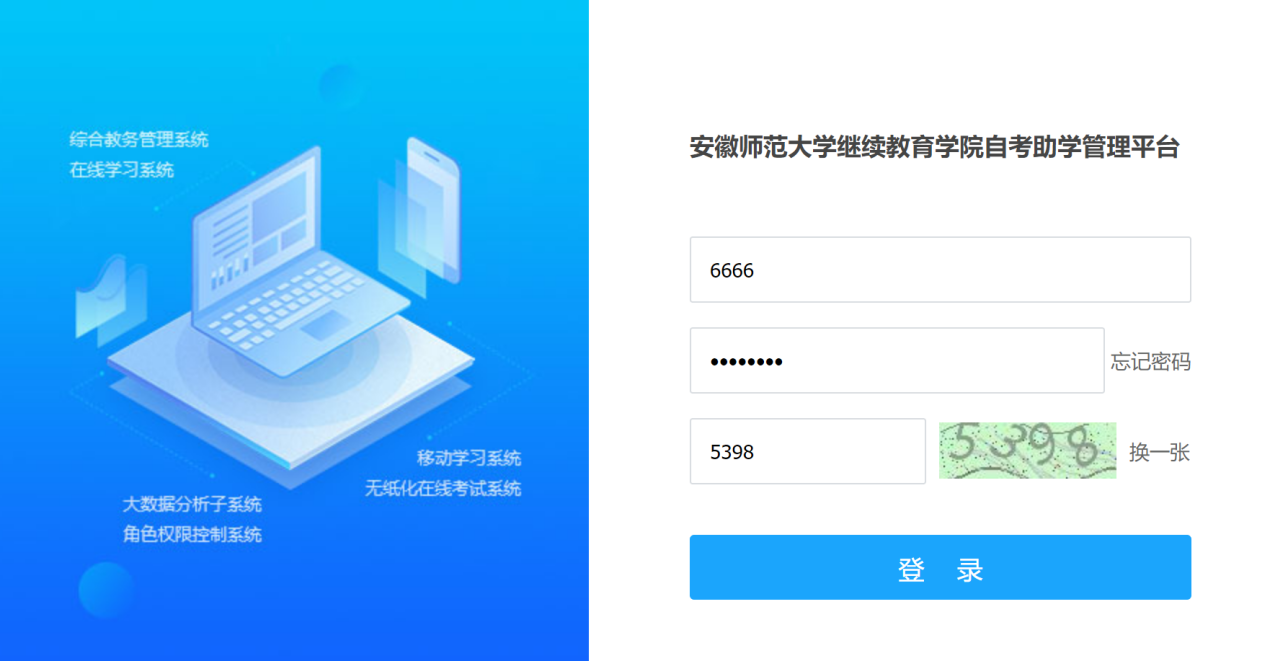 综合教务管理系统
在线学习系统
移动学习系统
无纸化在线考试系统
大数据分析子系统
角色权限控制系统
安徽师范大学继续教育学院自考助学管理平台
6666
••••••••
忘记密码
5398
5398
换一张
登 录